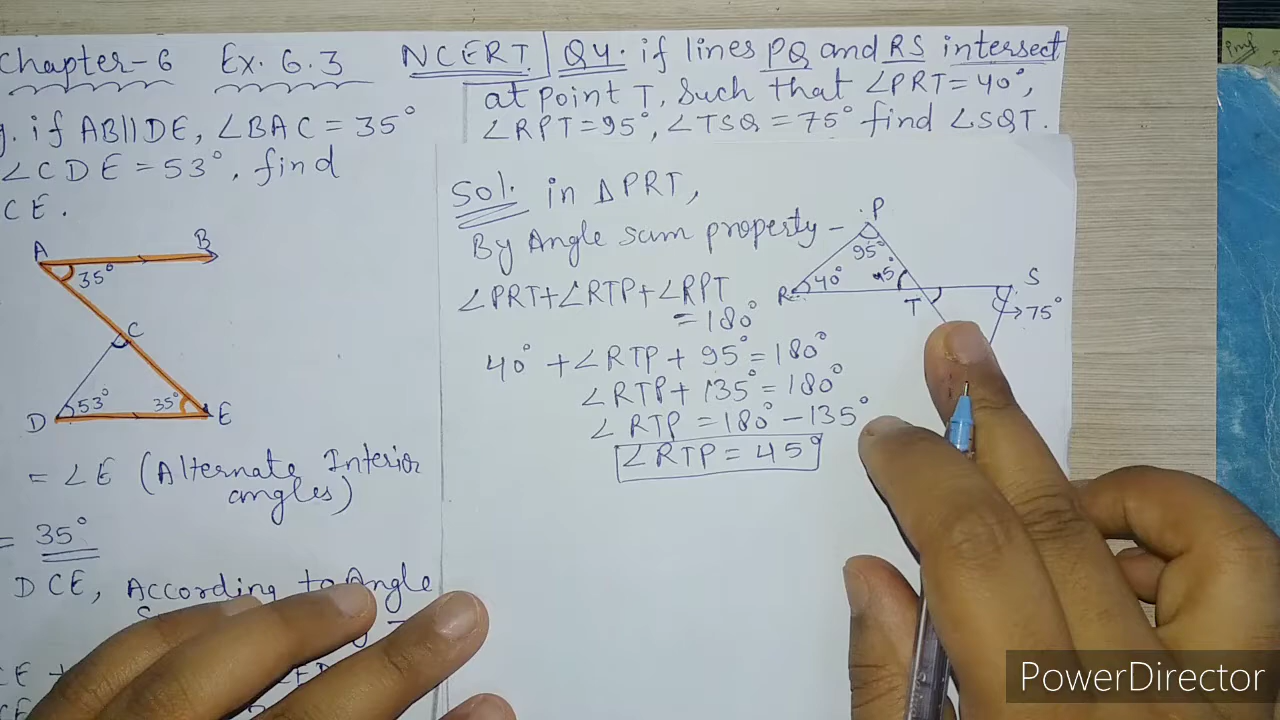 Chapter-6 Ex. 6.3 NCERT
g. if AB||DE, ∠BAC = 35°
∠CDE = 53°, find
CE.
A B
35°
C
D 53° 35° E
= ∠E (Alternate Interior
angles)
= 35°
DCE, According to Angle
Q4. if lines PQ and RS intersect
at point T, such that ∠PRT = 40°,
∠RPT = 95°, ∠TSQ = 75° find ∠SQT.
Sol. in △PRT,
By Angle sum property -
∠PRT + ∠RTP + ∠RPT
= 180°
40° + ∠RTP + 95° = 180°
∠RTP + 135° = 180°
∠RTP = 180° - 135°
∠RTP = 45°
P
95°
R 40° 45° T S
75°
PowerDirector